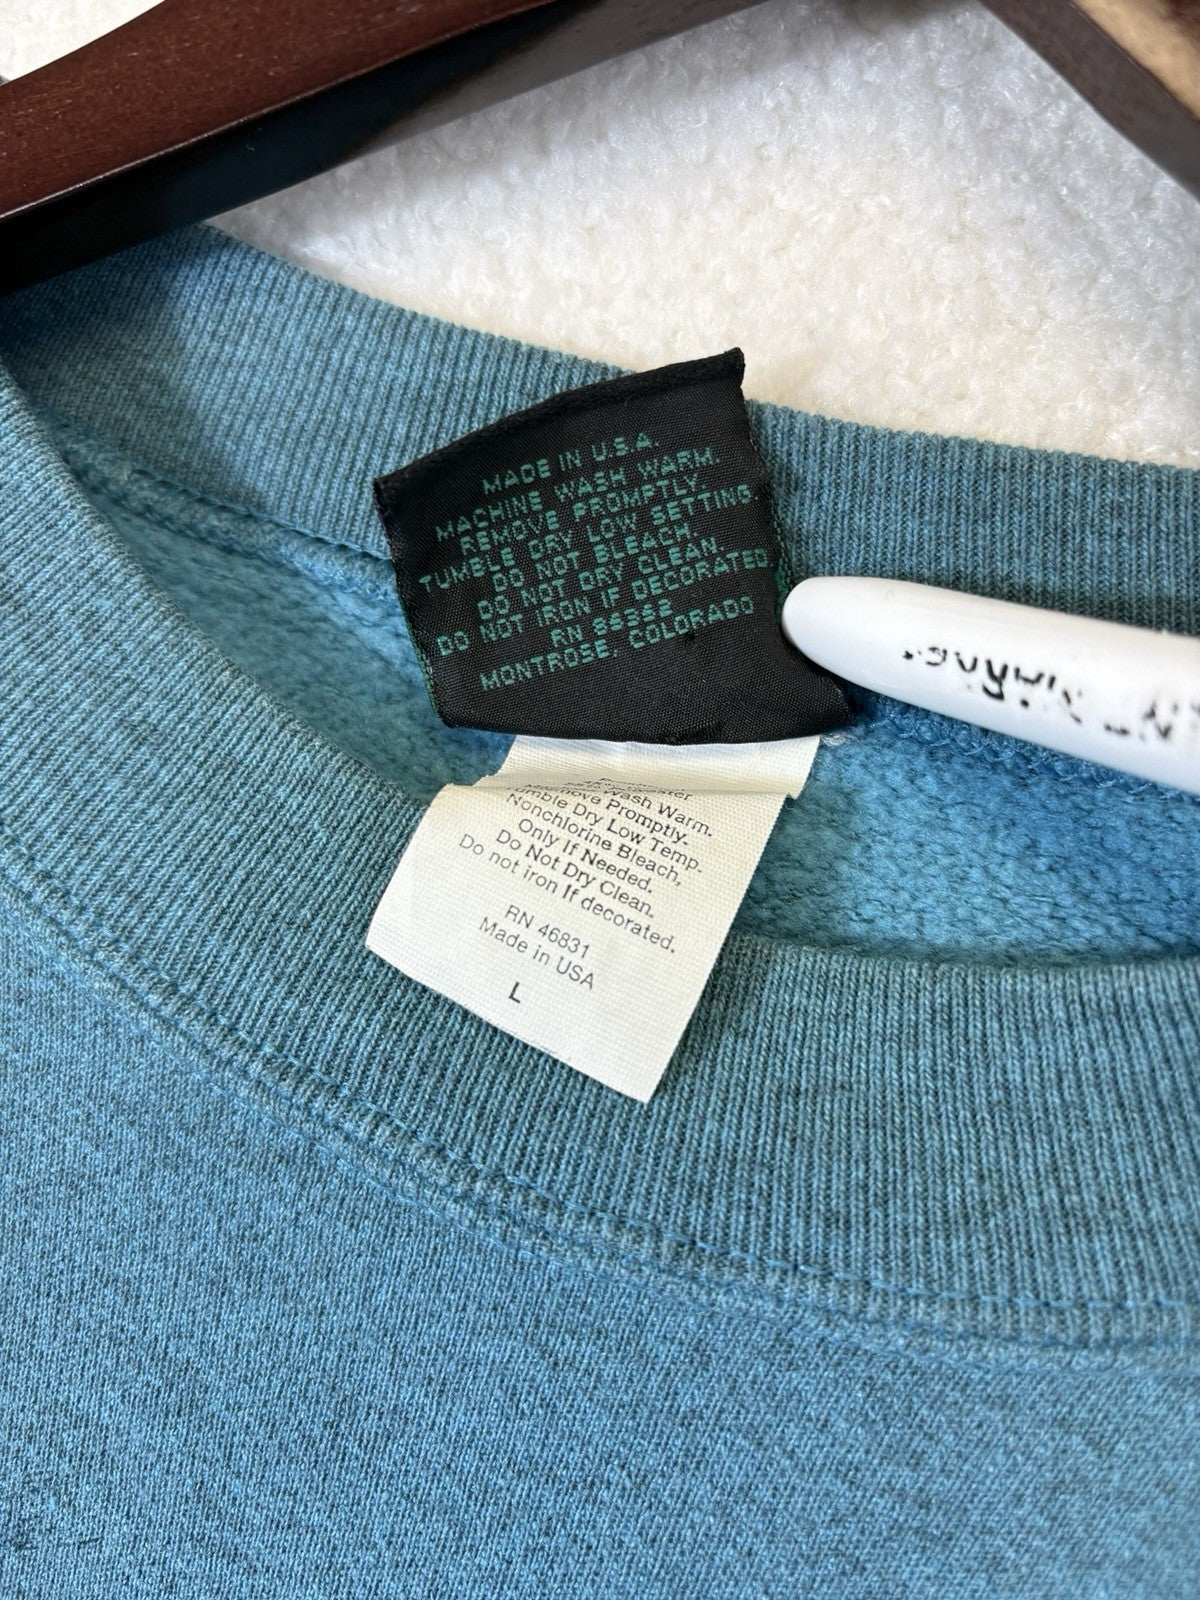 MADE IN U.S.A.
MACHINE WASH WARM.
REMOVE PROMPTLY.
TUMBLE DRY LOW SETTING.
DO NOT BLEACH.
DO NOT DRY CLEAN.
DO NOT IRON IF DECORATED
RN
MONTROSE, COLORADO
Wash Warm.
Promptly.
Tumble Dry Low Temp.
Nonchlorine Bleach,
Only If Needed.
Do Not Dry Clean.
Do not iron If decorated.
RN 46831
Made in USA
L